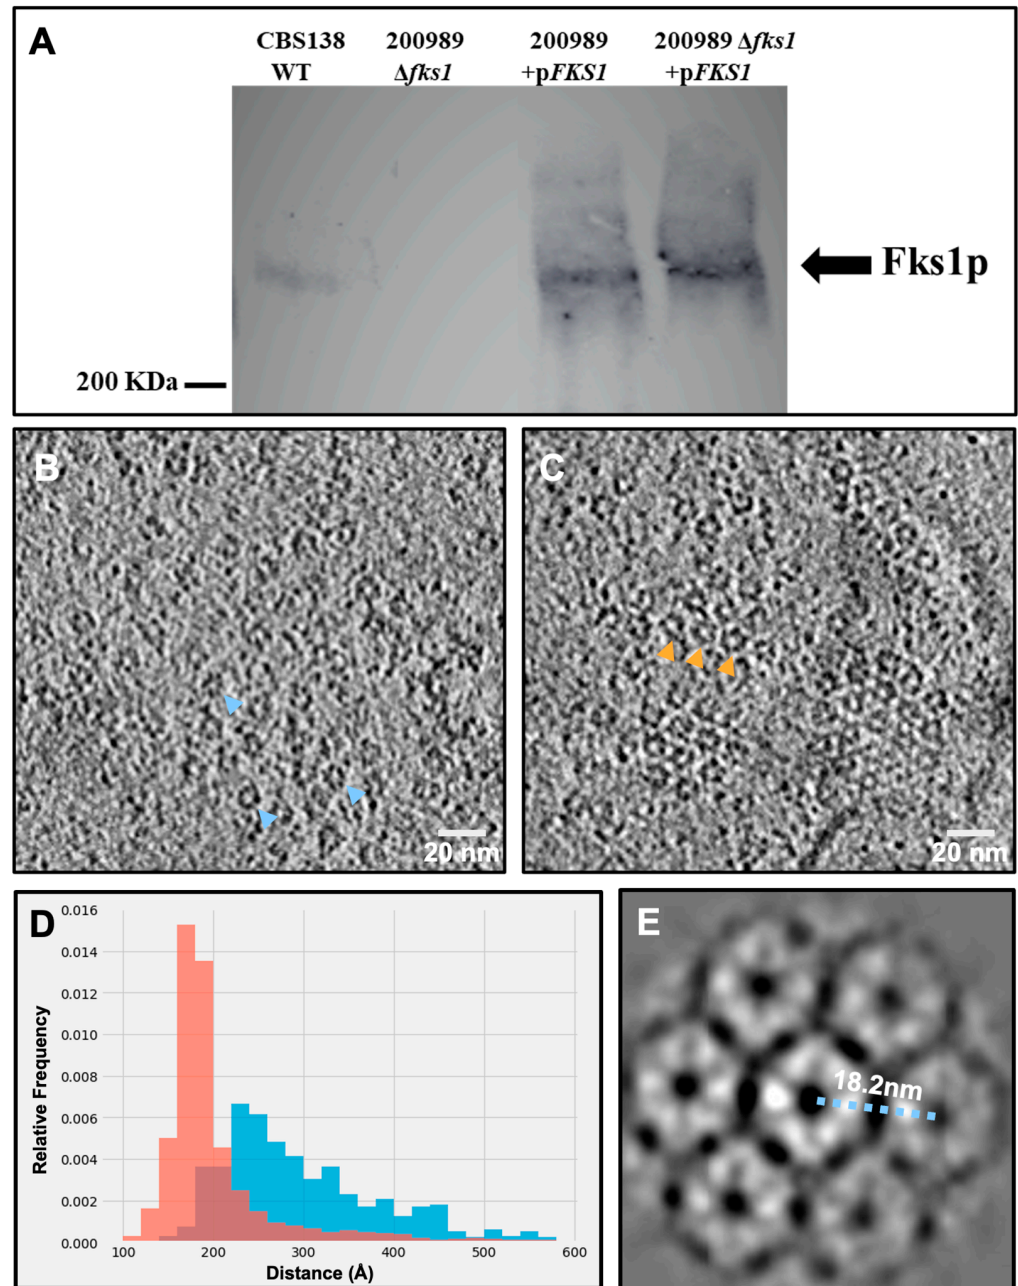 A
CBS138 200989 200989 200989 Δfks1
WT Δfks1 +pFKS1 +pFKS1
Fks1p
200 KDa
B
20 nm
C
20 nm
D
0.016
0.014
0.012
0.010
0.008
0.006
0.004
0.002
0.000
Relative Frequency
100 200 300 400 500 600
Distance (Å)
E
18.2nm